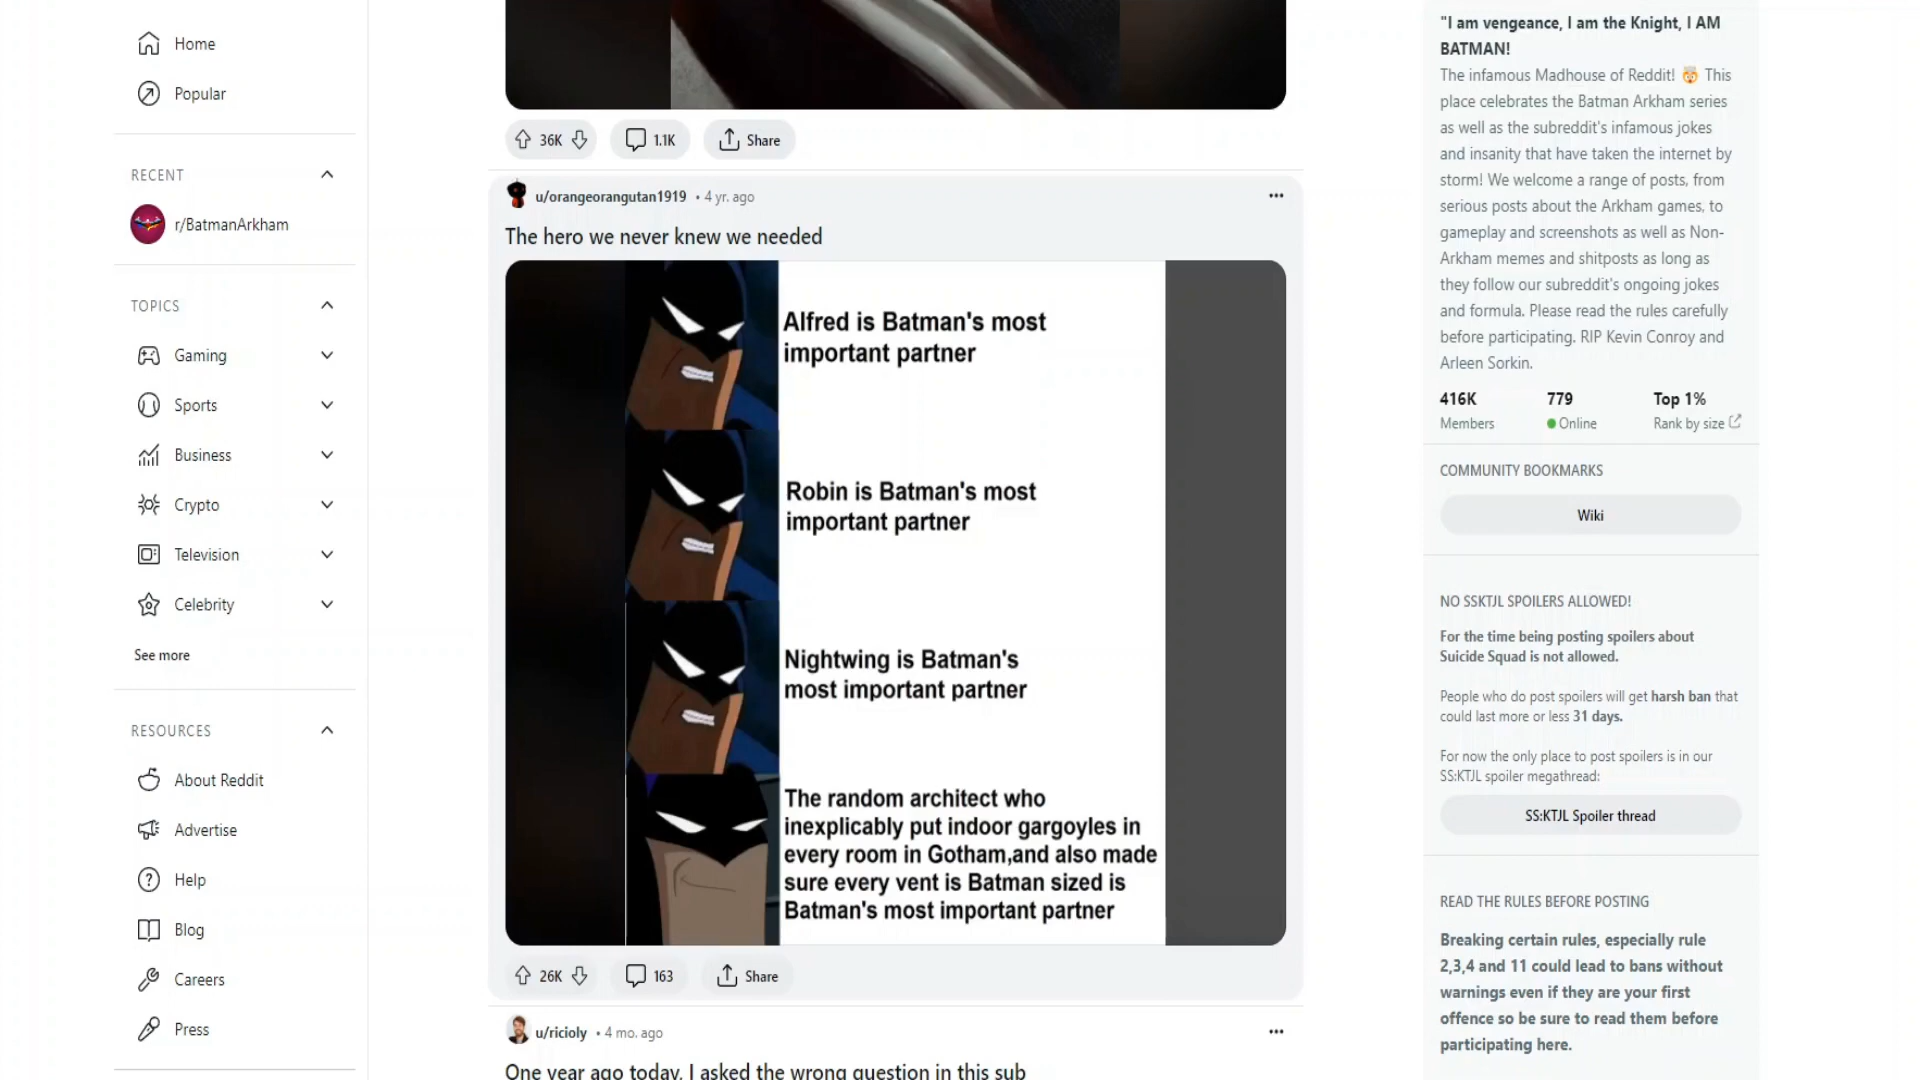 Home
Popular
RECENT
r/BatmanArkham
TOPICS
Gaming
Sports
Business
Crypto
Television
Celebrity
See more
RESOURCES
About Reddit
Advertise
Help
Blog
Careers
Press
36K
1.1K
Share
u/orangeorangutan1919 • 4 yr. ago
The hero we never knew we needed
Alfred is Batman's most
important partner
Robin is Batman's most
important partner
Nightwing is Batman's
most important partner
The random architect who
inexplicably put indoor gargoyles in
every room in Gotham,and also made
sure every vent is Batman sized is
Batman's most important partner
26K
163
Share
u/ricioly • 4 mo. ago
One year ago today, I asked the wrong question in this sub
"I am vengeance, I am the Knight, I AM
BATMAN!
The infamous Madhouse of Reddit! 🤯 This
place celebrates the Batman Arkham series
as well as the subreddit's infamous jokes
and insanity that have taken the internet by
storm! We welcome a range of posts, from
serious posts about the Arkham games, to
gameplay and screenshots as well as Non-
Arkham memes and shitposts as long as
they follow our subreddit's ongoing jokes
and formula. Please read the rules carefully
before participating. RIP Kevin Conroy and
Arleen Sorkin.
416K 779 Top 1%
Members Online Rank by size
COMMUNITY BOOKMARKS
Wiki
NO SSKTJL SPOILERS ALLOWED!
For the time being posting spoilers about
Suicide Squad is not allowed.
People who do post spoilers will get harsh ban that
could last more or less 31 days.
For now the only place to post spoilers is in our
SS:KTJL spoiler megathread:
SS:KTJL Spoiler thread
READ THE RULES BEFORE POSTING
Breaking certain rules, especially rule
2,3,4 and 11 could lead to bans without
warnings even if they are your first
offence so be sure to read them before
participating here.